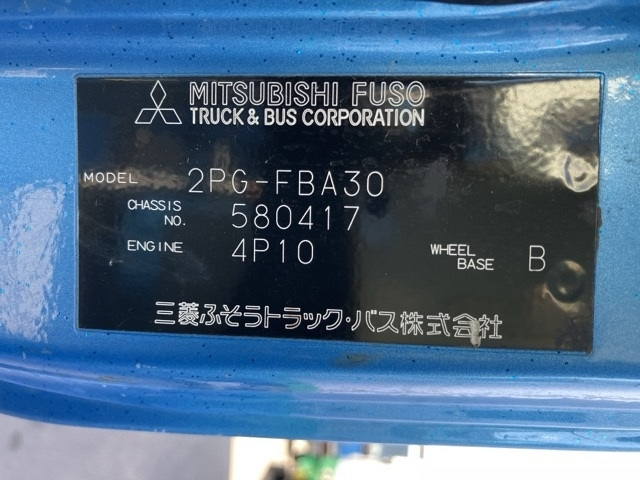 MITSUBISHI FUSO
TRUCK & BUS CORPORATION
MODEL 2PG-FBA30
CHASSIS NO. 580417
ENGINE 4P10 WHEEL BASE B
三菱ふそうトラック・バス株式会社